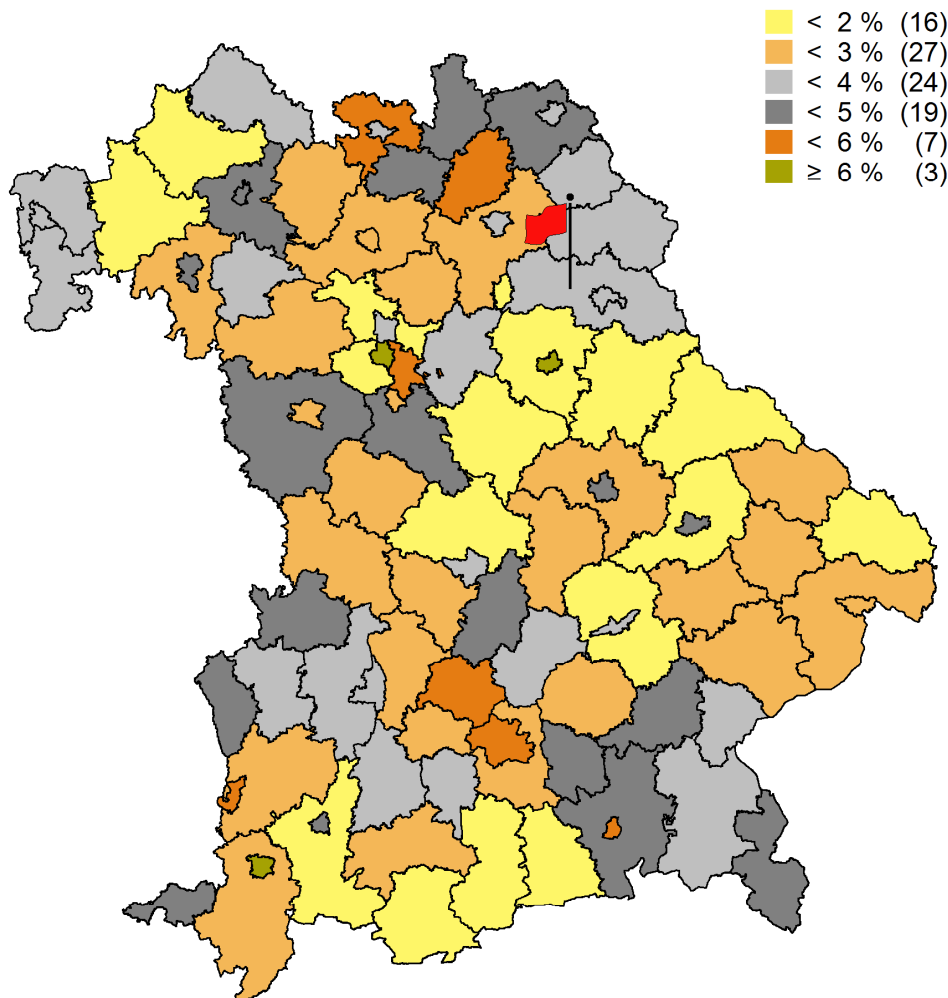 < 2 % (16)
< 3 % (27)
< 4 % (24)
< 5 % (19)
< 6 % (7)
≥ 6 % (3)